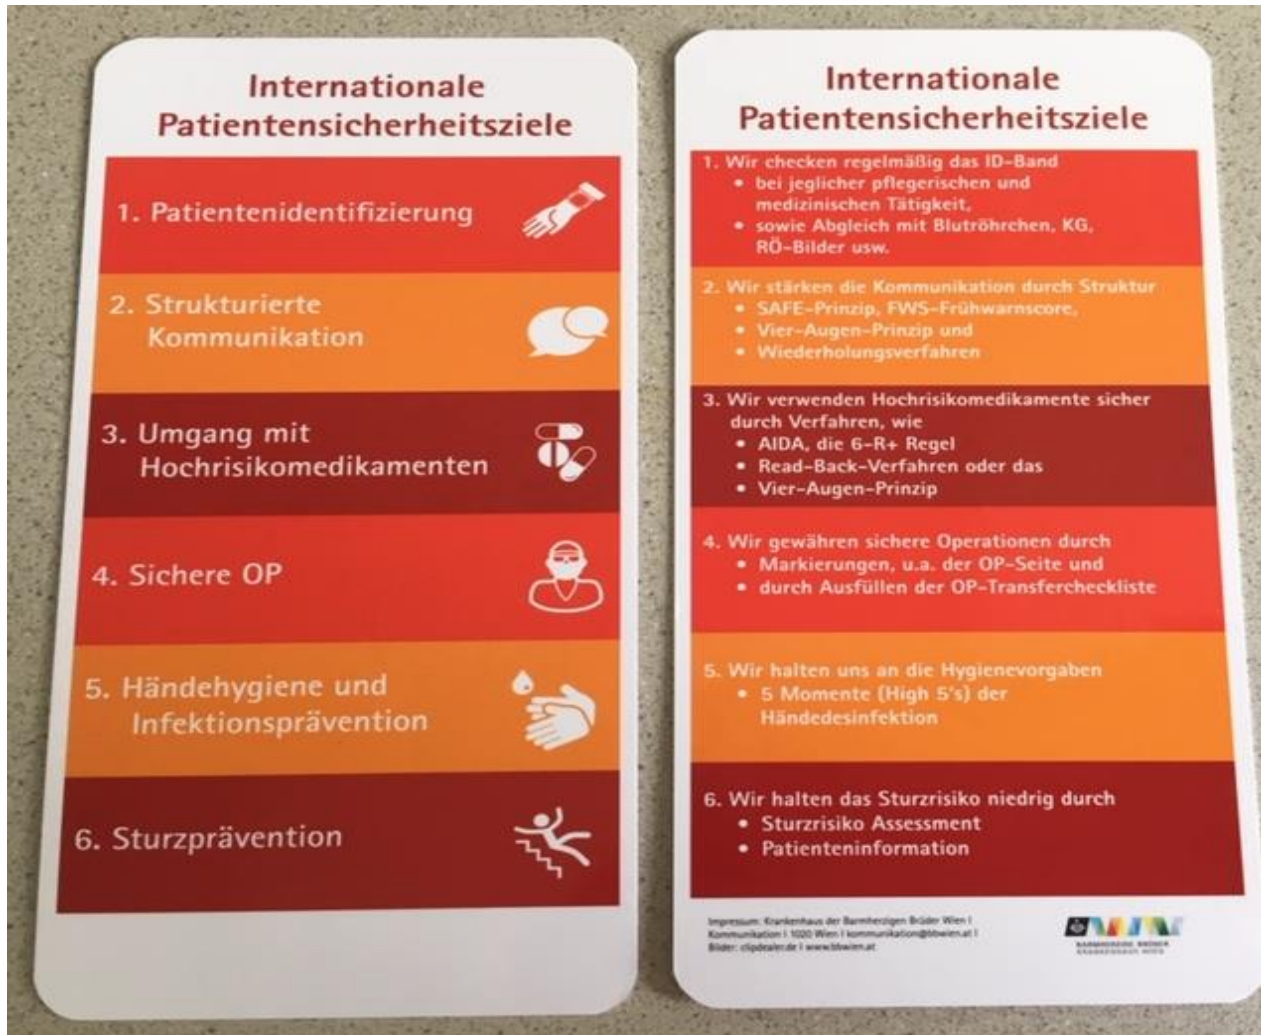 Internationale
Patientensicherheitsziele
1. Patientenidentifizierung
2. Strukturierte
Kommunikation
3. Umgang mit
Hochrisikomedikamenten
4. Sichere OP
5. Händehygiene und
Infektionsprävention
6. Sturzprävention
Internationale
Patientensicherheitsziele
1. Wir checken regelmäßig das ID-Band
• bei jeglicher pflegerischen und
medizinischen Tätigkeit,
• sowie Abgleich mit Blutröhrchen, KG,
RÖ-Bilder usw.
2. Wir stärken die Kommunikation durch Struktur
• SAFE-Prinzip, FWS-Frühwarnscore,
• Vier-Augen-Prinzip und
• Wiederholungsverfahren
3. Wir verwenden Hochrisikomedikamente sicher
durch Verfahren, wie
• AIDA, die 6-R+ Regel
• Read-Back-Verfahren oder das
• Vier-Augen-Prinzip
4. Wir gewähren sichere Operationen durch
• Markierungen, u.a. der OP-Seite und
• durch Ausfüllen der OP-Transfercheckliste
5. Wir halten uns an die Hygienevorgaben
• 5 Momente (High 5's) der
Händedesinfektion
6. Wir halten das Sturzrisiko niedrig durch
• Sturzrisiko Assessment
• Patienteninformation
Impressum: Krankenhaus der Barmherzigen Brüder Wien I
Kommunikation I 1020 Wien I kommunikation@bbwien.at I
Bilder: clipdealer.de I www.bbwien.at
BARMHERZIGE BRÜDER
KRANKENHAUS WIEN